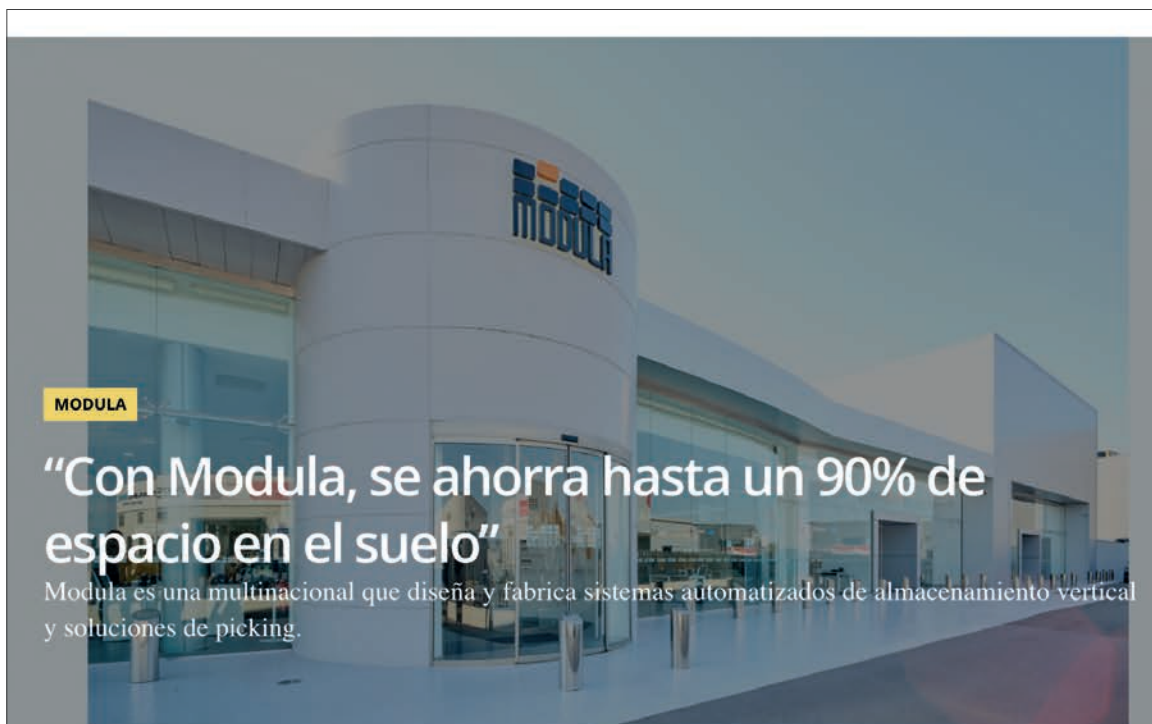 MODULA
MODULA
“Con Modula, se ahorra hasta un 90% de
espacio en el suelo”
Modula es una multinacional que diseña y fabrica sistemas automatizados de almacenamiento vertical
y soluciones de picking.